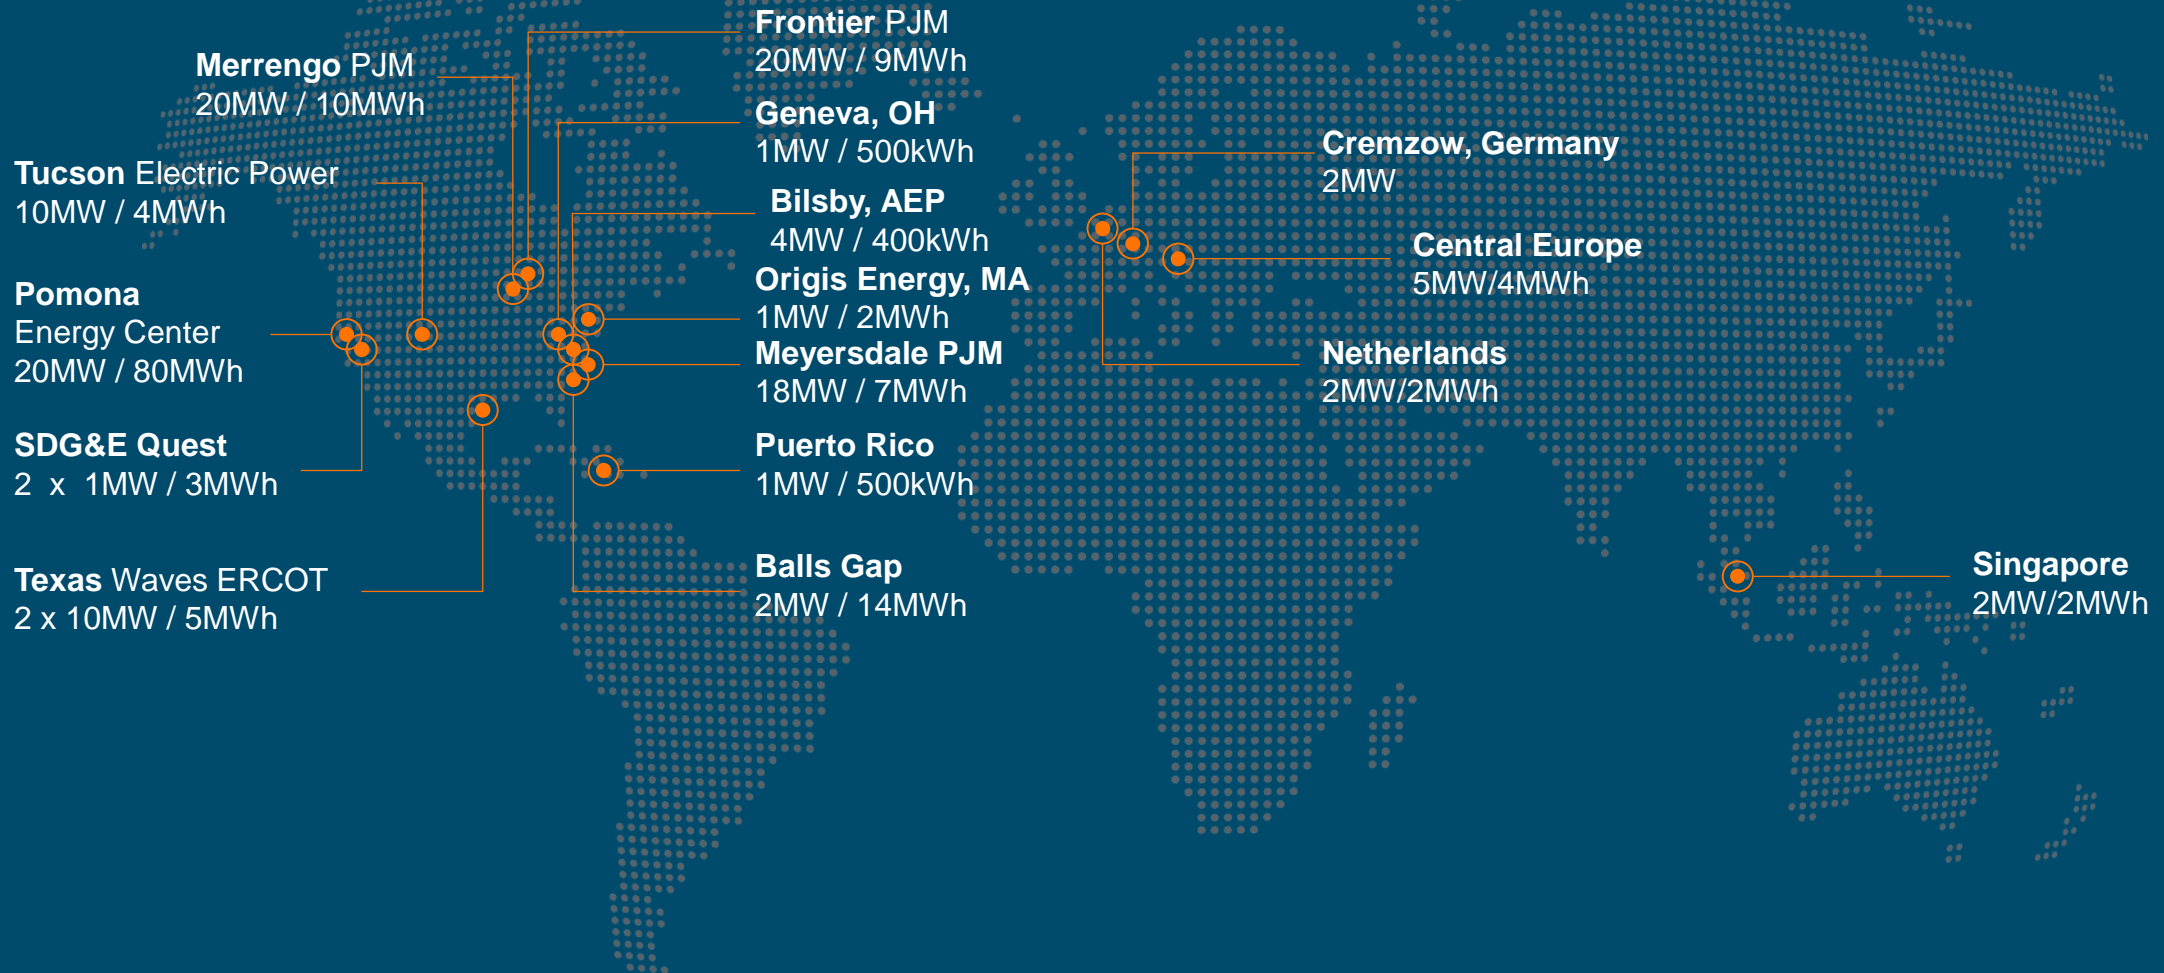 Merrengo PJM
20MW / 10MWh
Tucson Electric Power
10MW / 4MWh
Pomona
Energy Center
20MW / 80MWh
SDG&E Quest
2 x 1MW / 3MWh
Texas Waves ERCOT
2 x 10MW / 5MWh
Frontier PJM
20MW / 9MWh
Geneva, OH
1MW / 500kWh
Bilsby, AEP
4MW / 400kWh
Origis Energy, MA
1MW / 2MWh
Meyersdale PJM
18MW / 7MWh
Puerto Rico
1MW / 500kWh
Balls Gap
2MW / 14MWh
Cremzow, Germany
2MW
Central Europe
5MW/4MWh
Netherlands
2MW/2MWh
Singapore
2MW/2MWh